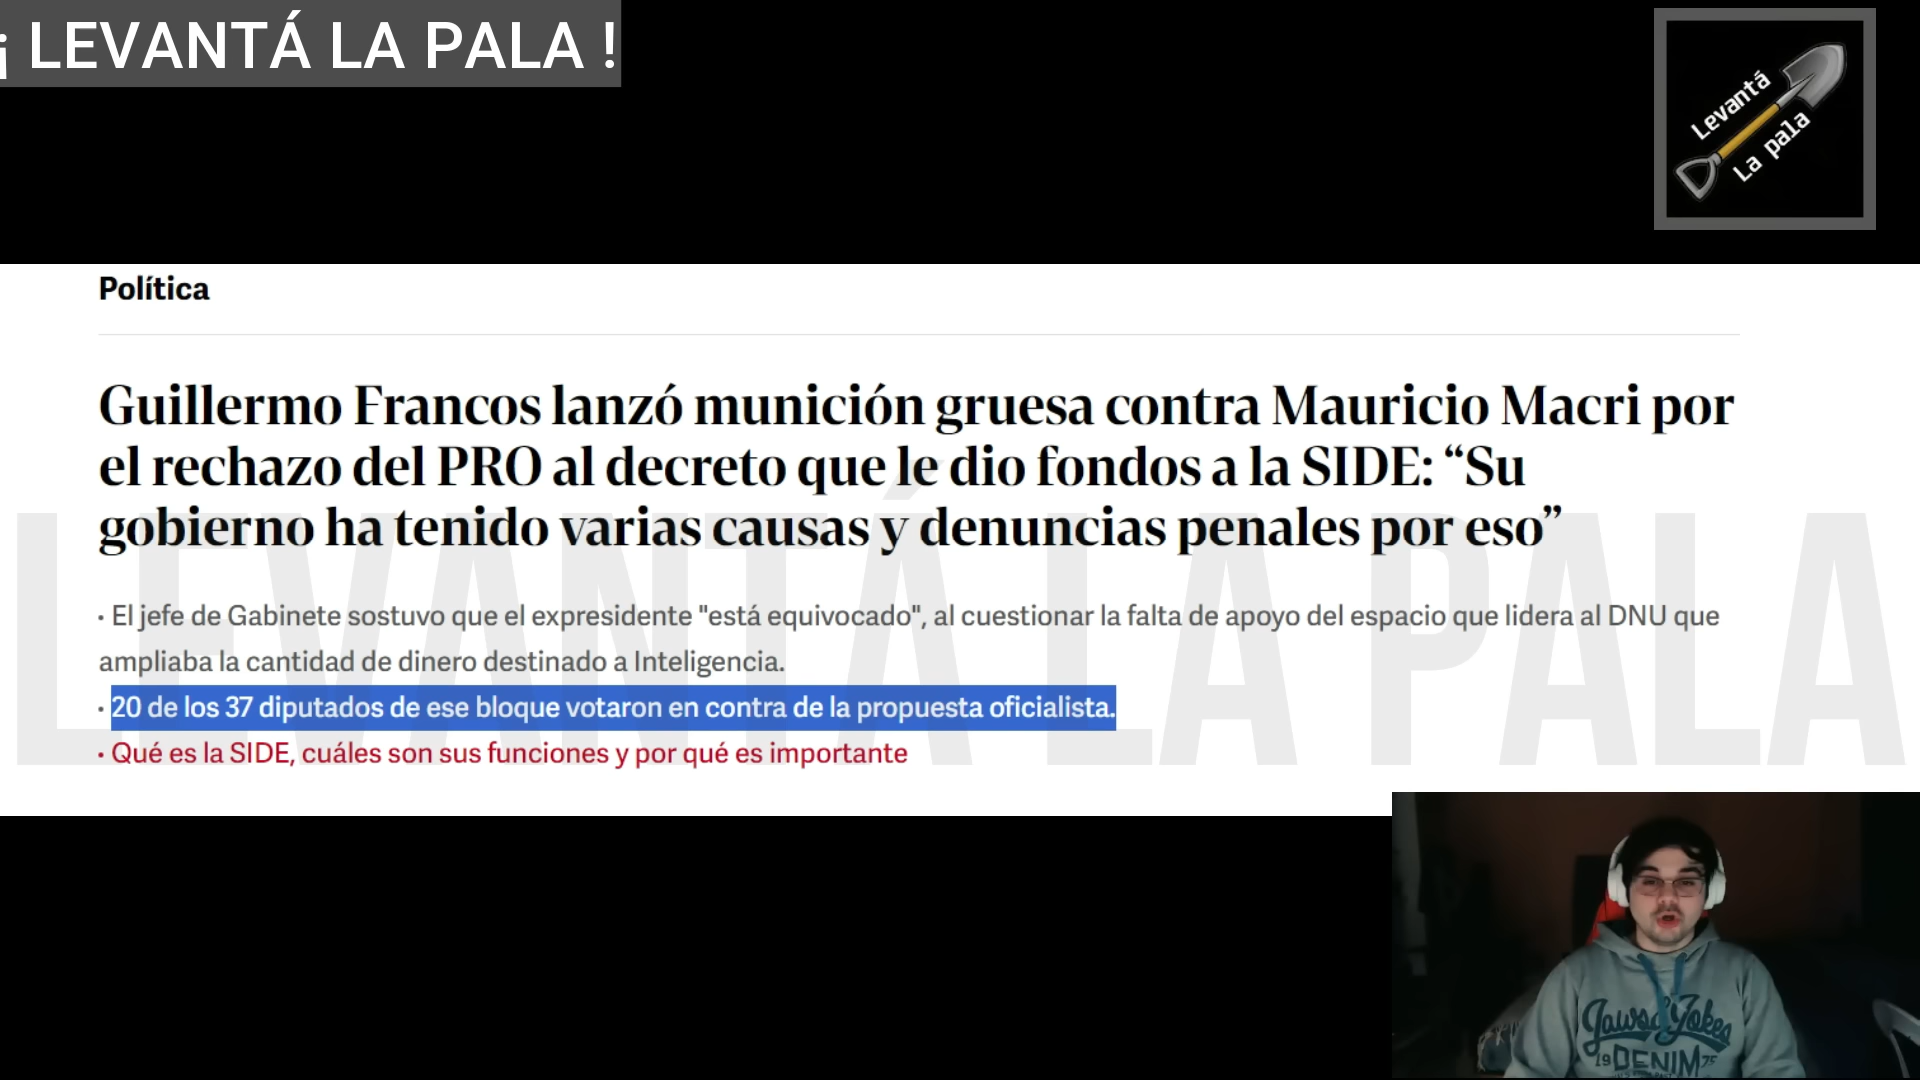 ¡ LEVANTÁ LA PALA !
Levantá
La pala
Política
Guillermo Francos lanzó munición gruesa contra Mauricio Macri por
el rechazo del PRO al decreto que le dio fondos a la SIDE: “Su
gobierno ha tenido varias causas y denuncias penales por eso”
· El jefe de Gabinete sostuvo que el expresidente "está equivocado", al cuestionar la falta de apoyo del espacio que lidera al DNU que
ampliaba la cantidad de dinero destinado a Inteligencia.
· 20 de los 37 diputados de ese bloque votaron en contra de la propuesta oficialista.
· Qué es la SIDE, cuáles son sus funciones y por qué es importante
LEVANTÁ LA PALA
Jaws & Jokes
19 DENIM 75